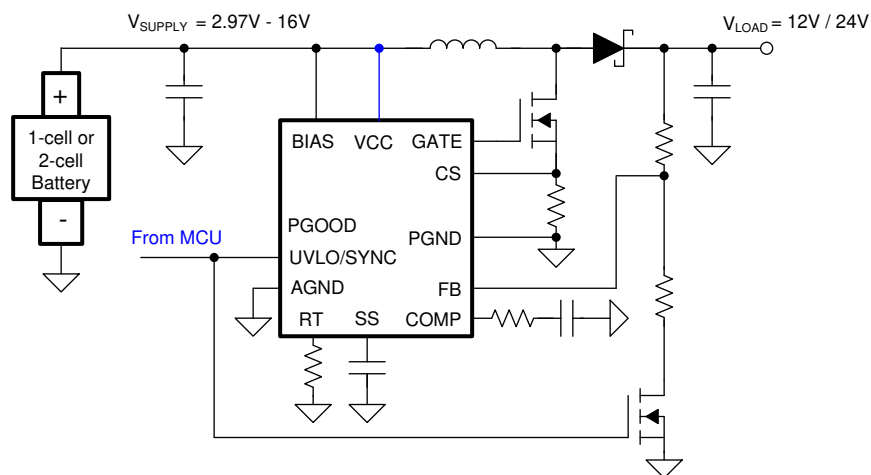 VSUPPLY = 2.97V - 16V
VLOAD = 12V / 24V
+
1-cell or
2-cell
Battery
-
BIAS
VCC
GATE
CS
PGOOD
From MCU
UVLO/SYNC
PGND
AGND
FB
RT
SS
COMP